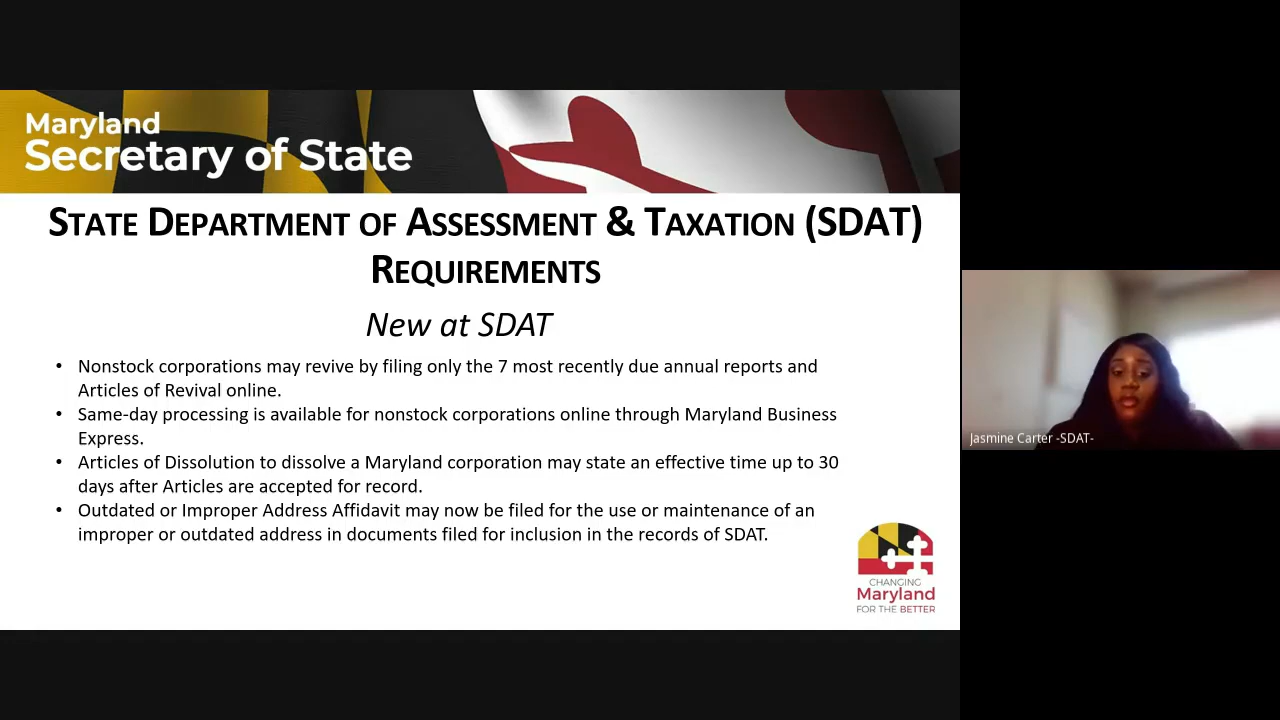 Maryland
Secretary of State
STATE DEPARTMENT OF ASSESSMENT & TAXATION (SDAT)
REQUIREMENTS
New at SDAT
• Nonstock corporations may revive by filing only the 7 most recently due annual reports and
Articles of Revival online.
• Same-day processing is available for nonstock corporations online through Maryland Business
Express.
• Articles of Dissolution to dissolve a Maryland corporation may state an effective time up to 30
days after Articles are accepted for record.
• Outdated or Improper Address Affidavit may now be filed for the use or maintenance of an
improper or outdated address in documents filed for inclusion in the records of SDAT.
CHANGING
Maryland
FOR THE BETTER
Jasmine Carter -SDAT-